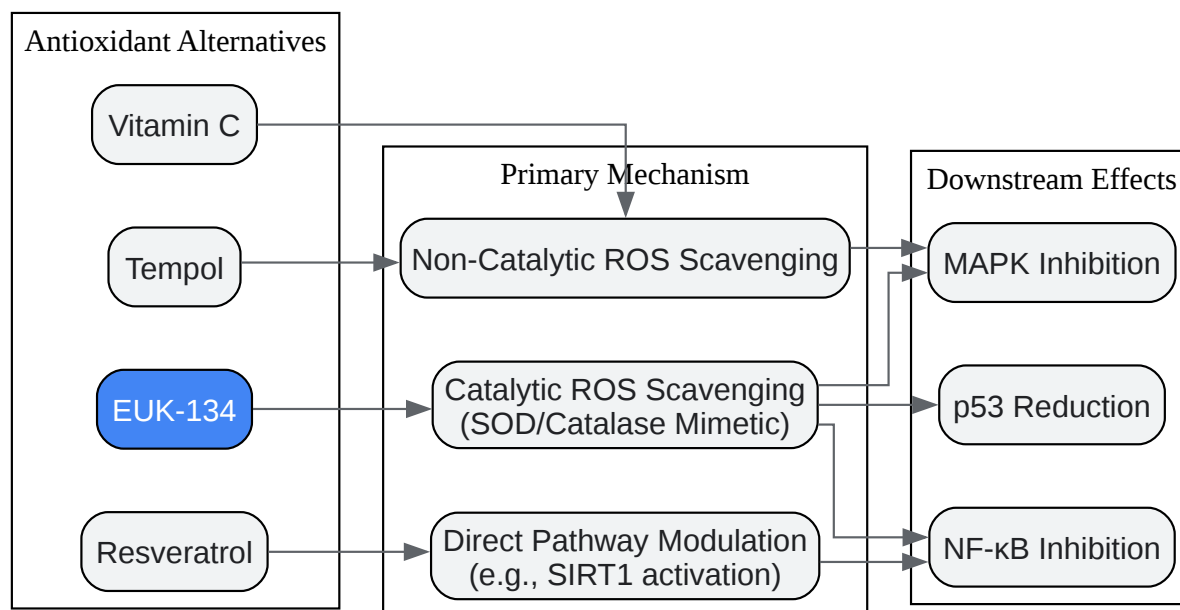 Antioxidant Alternatives
Vitamin C
Tempol
EUK-134
Resveratrol
Primary Mechanism
Non-Catalytic ROS Scavenging
Catalytic ROS Scavenging
(SOD/Catalase Mimetic)
Direct Pathway Modulation
(e.g., SIRT1 activation)
Downstream Effects
MAPK Inhibition
p53 Reduction
NF-κB Inhibition